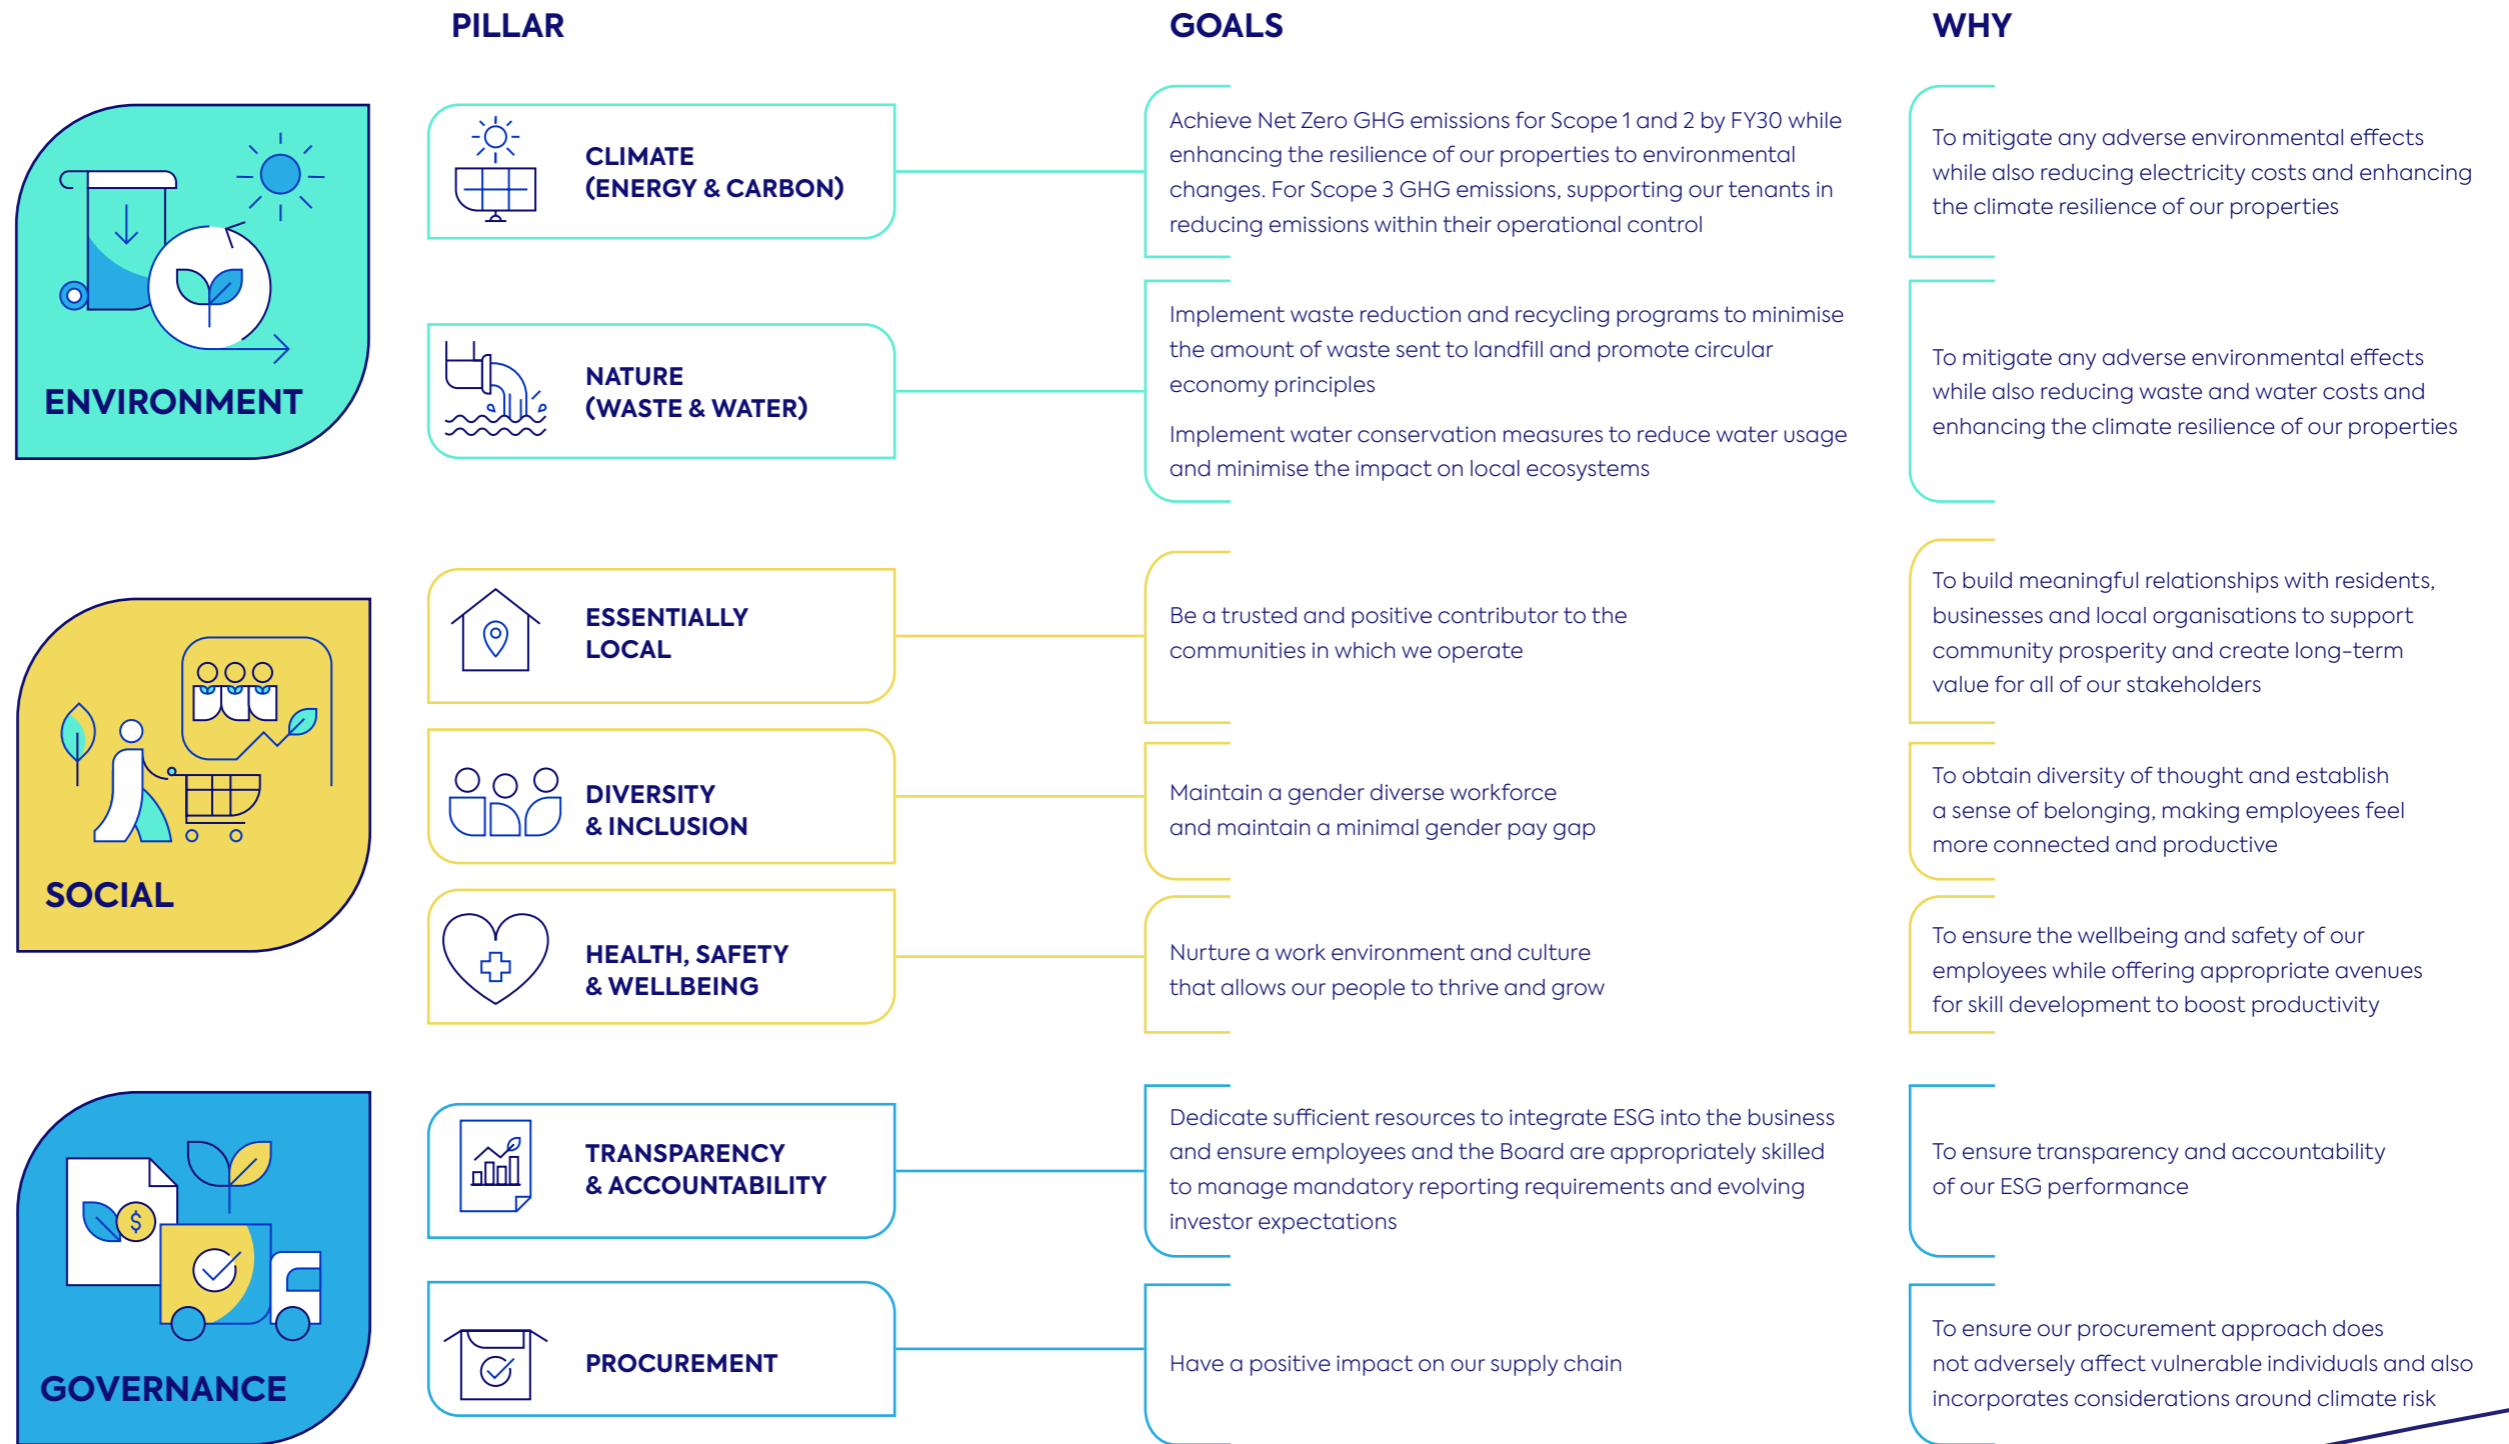 PILLAR
GOALS
WHY
ENVIRONMENT
CLIMATE
(ENERGY & CARBON)
Achieve Net Zero GHG emissions for Scope 1 and 2 by FY30 while
enhancing the resilience of our properties to environmental
changes. For Scope 3 GHG emissions, supporting our tenants in
reducing emissions within their operational control
To mitigate any adverse environmental effects
while also reducing electricity costs and enhancing
the climate resilience of our properties
NATURE
(WASTE & WATER)
Implement waste reduction and recycling programs to minimise
the amount of waste sent to landfill and promote circular
economy principles
Implement water conservation measures to reduce water usage
and minimise the impact on local ecosystems
To mitigate any adverse environmental effects
while also reducing waste and water costs and
enhancing the climate resilience of our properties
SOCIAL
ESSENTIALLY
LOCAL
Be a trusted and positive contributor to the
communities in which we operate
To build meaningful relationships with residents,
businesses and local organisations to support
community prosperity and create long-term
value for all of our stakeholders
DIVERSITY
& INCLUSION
Maintain a gender diverse workforce
and maintain a minimal gender pay gap
To obtain diversity of thought and establish
a sense of belonging, making employees feel
more connected and productive
HEALTH, SAFETY
& WELLBEING
Nurture a work environment and culture
that allows our people to thrive and grow
To ensure the wellbeing and safety of our
employees while offering appropriate avenues
for skill development to boost productivity
$
GOVERNANCE
TRANSPARENCY
& ACCOUNTABILITY
Dedicate sufficient resources to integrate ESG into the business
and ensure employees and the Board are appropriately skilled
to manage mandatory reporting requirements and evolving
investor expectations
To ensure transparency and accountability
of our ESG performance
PROCUREMENT
Have a positive impact on our supply chain
To ensure our procurement approach does
not adversely affect vulnerable individuals and also
incorporates considerations around climate risk